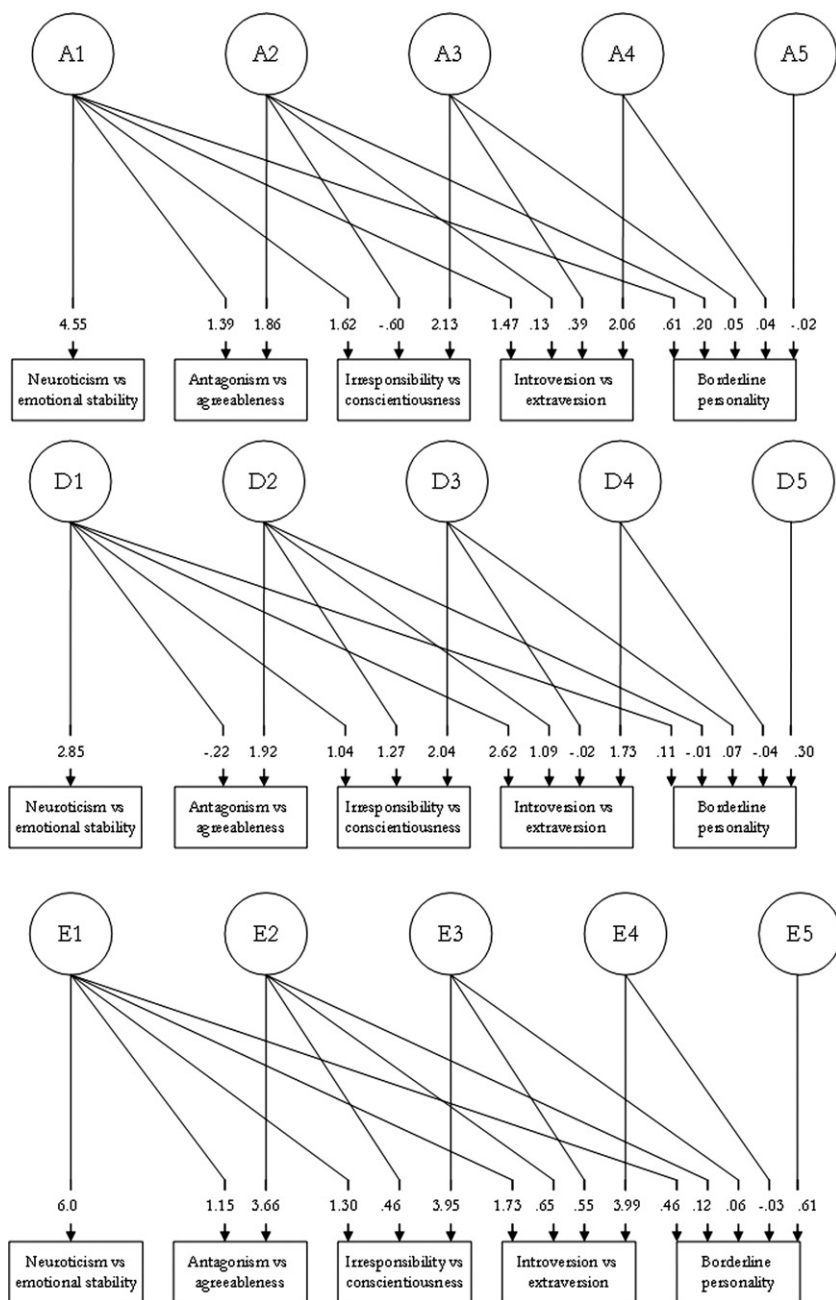 A1 A2 A3 A4 A5
4.55 1.39 1.86 1.62 -.60 2.13 1.47 .13 .39 2.06 .61 .20 .05 .04 -.02
Neuroticism vs
emotional stability
Antagonism vs
agreeableness
Irresponsibility vs
conscientiousness
Introversion vs
extraversion
Borderline
personality
D1 D2 D3 D4 D5
2.85 -.22 1.92 1.04 1.27 2.04 2.62 1.09 -.02 1.73 .11 -.01 .07 -.04 .30
Neuroticism vs
emotional stability
Antagonism vs
agreeableness
Irresponsibility vs
conscientiousness
Introversion vs
extraversion
Borderline
personality
E1 E2 E3 E4 E5
6.0 1.15 3.66 1.30 .46 3.95 1.73 .65 .55 3.99 .46 .12 .06 -.03 .61
Neuroticism vs
emotional stability
Antagonism vs
agreeableness
Irresponsibility vs
conscientiousness
Introversion vs
extraversion
Borderline
personality